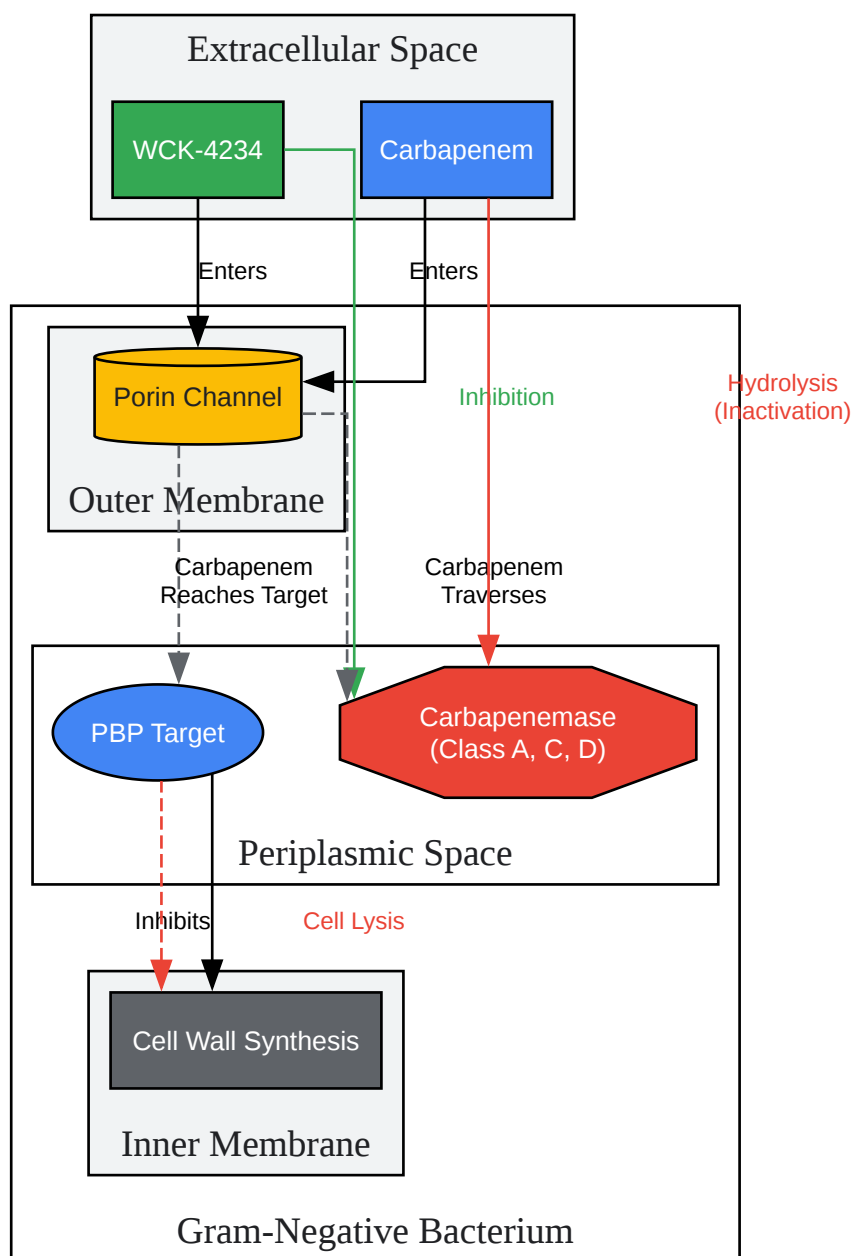 Extracellular Space
WCK-4234
Carbapenem
Enters
Enters
Porin Channel
Inhibition
Hydrolysis
(Inactivation)
Outer Membrane
Carbapenem
Reaches Target
Carbapenem
Traverses
PBP Target
Carbapenemase
(Class A, C, D)
Periplasmic Space
Inhibits
Cell Lysis
Cell Wall Synthesis
Inner Membrane
Gram-Negative Bacterium